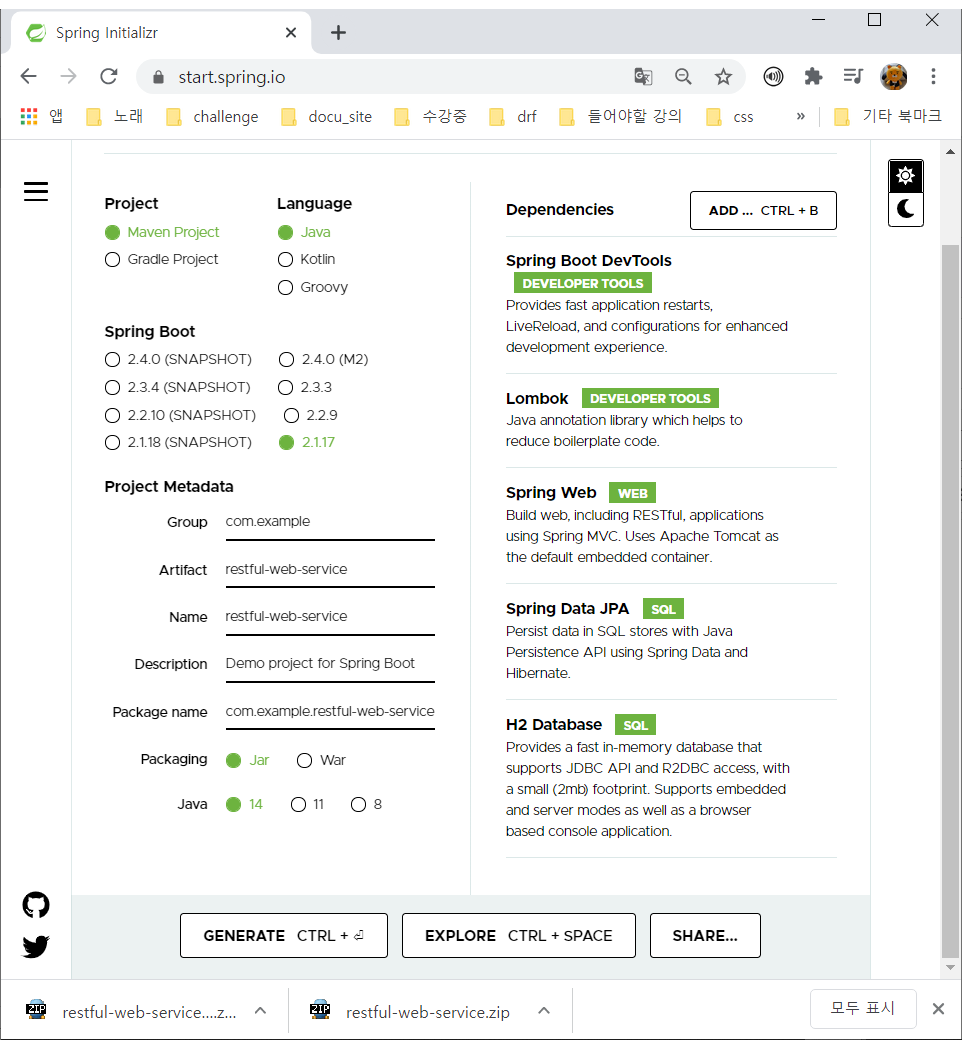 Spring Initializr
start.spring.io
앱 노래 challenge docu_site 수강중 drf 들어야할 강의 css » 기타 북마크
Project
Maven Project
Gradle Project
Language
Java
Kotlin
Groovy
Spring Boot
2.4.0 (SNAPSHOT) 2.4.0 (M2)
2.3.4 (SNAPSHOT) 2.3.3
2.2.10 (SNAPSHOT) 2.2.9
2.1.18 (SNAPSHOT) 2.1.17
Project Metadata
Group com.example
Artifact restful-web-service
Name restful-web-service
Description Demo project for Spring Boot
Package name com.example.restful-web-service
Packaging Jar War
Java 14 11 8
Dependencies ADD ... CTRL + B
Spring Boot DevTools
DEVELOPER TOOLS
Provides fast application restarts,
LiveReload, and configurations for enhanced
development experience.
Lombok DEVELOPER TOOLS
Java annotation library which helps to
reduce boilerplate code.
Spring Web WEB
Build web, including RESTful, applications
using Spring MVC. Uses Apache Tomcat as
the default embedded container.
Spring Data JPA SQL
Persist data in SQL stores with Java
Persistence API using Spring Data and
Hibernate.
H2 Database SQL
Provides a fast in-memory database that
supports JDBC API and R2DBC access, with
a small (2mb) footprint. Supports embedded
and server modes as well as a browser
based console application.
GENERATE CTRL + ⏎ EXPLORE CTRL + SPACE SHARE...
ZIP restful-web-service....z... ZIP restful-web-service.zip 모두 표시